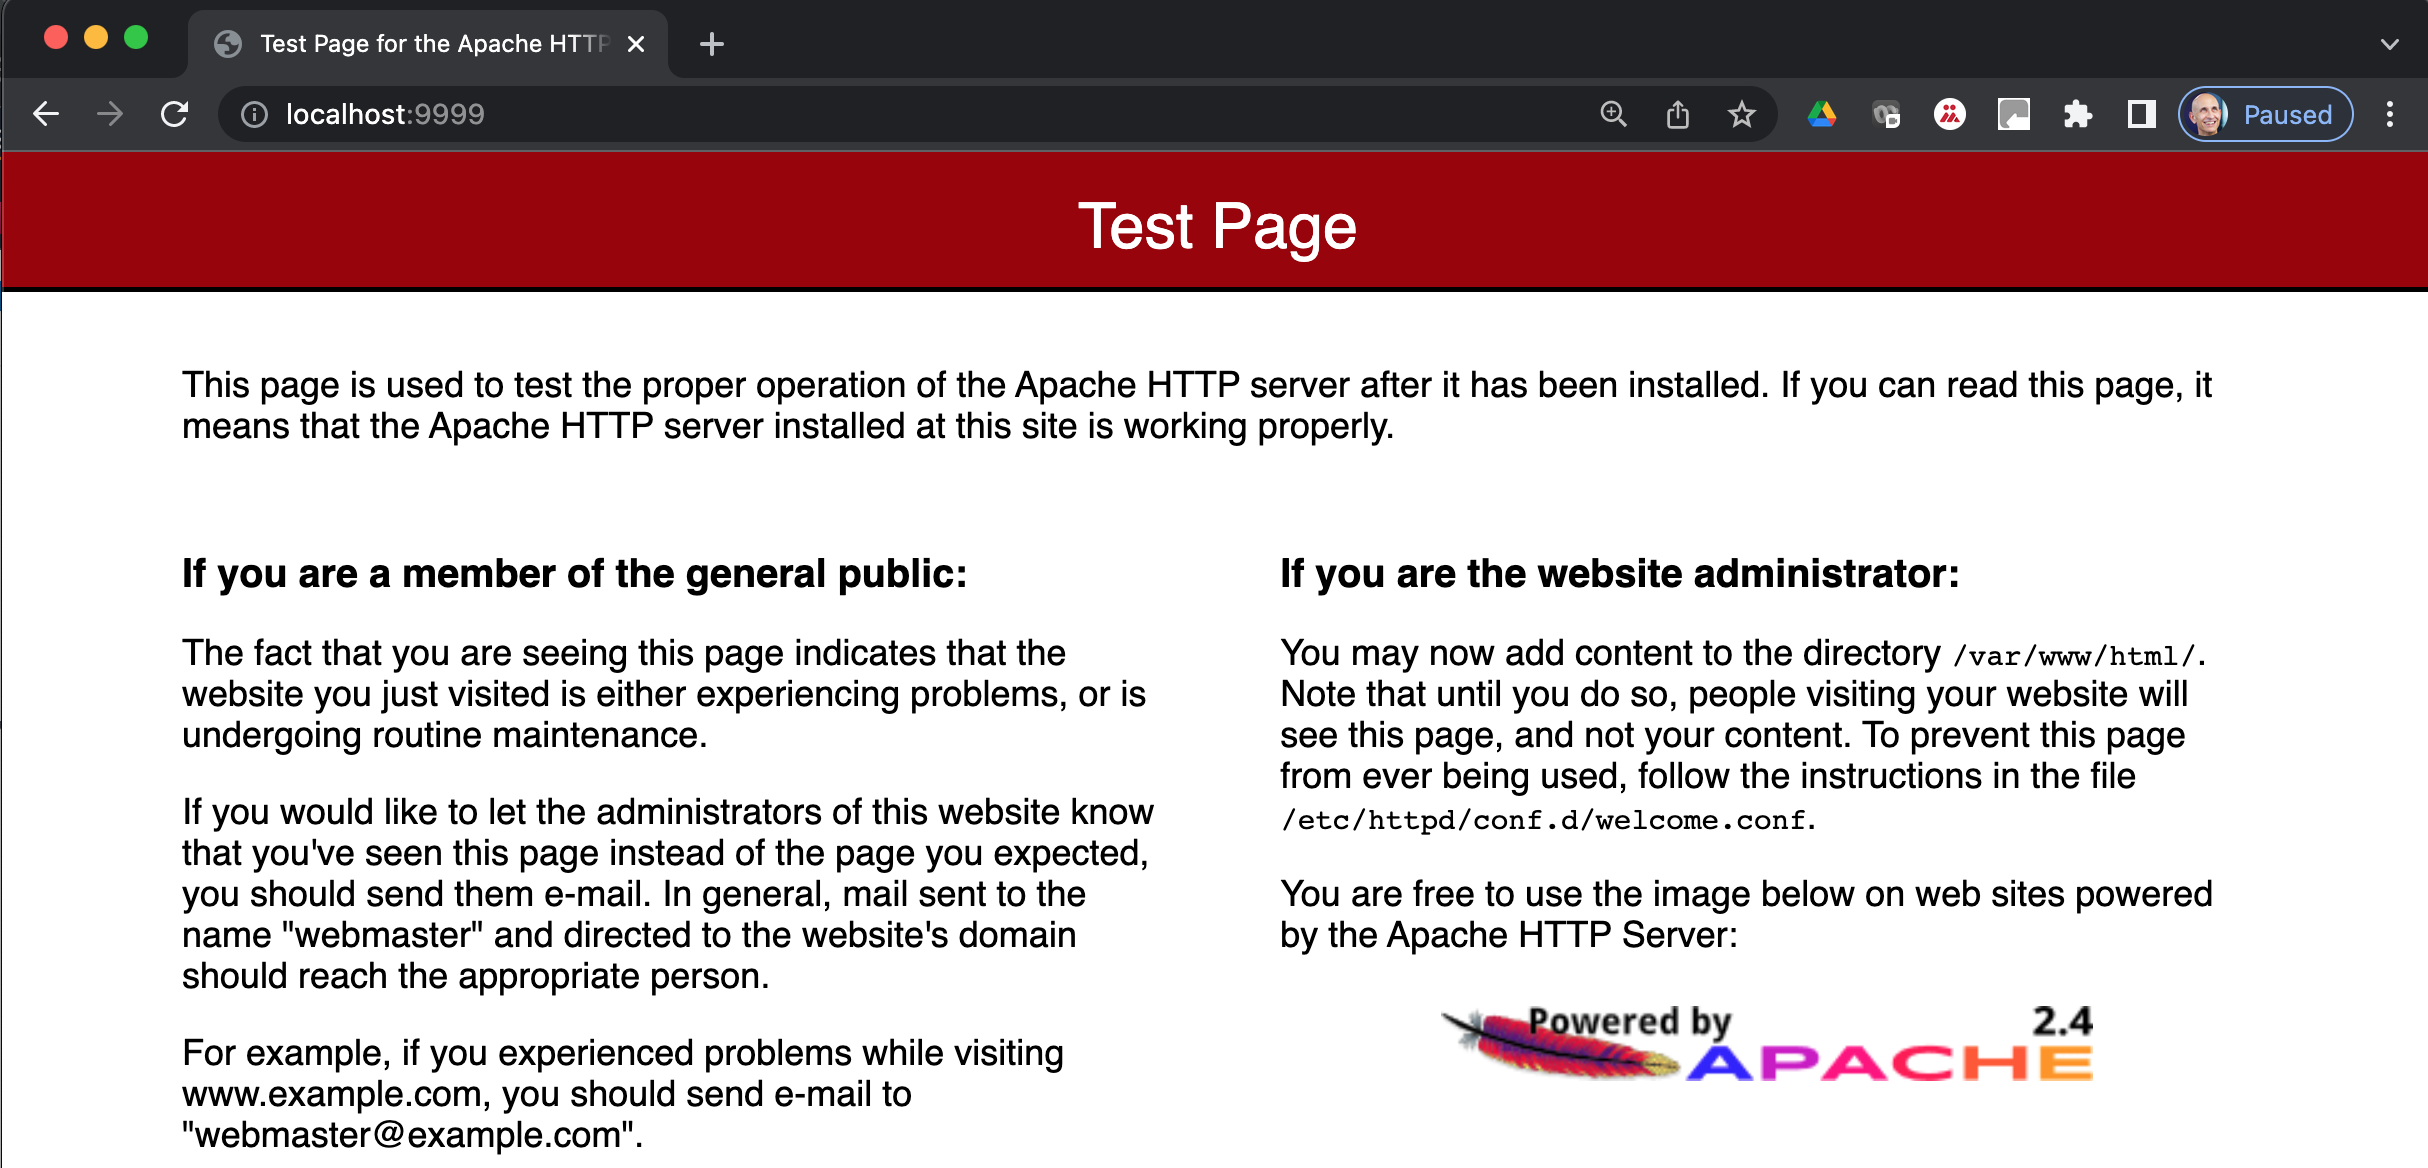 Test Page for the Apache HTTP
localhost:9999
Paused
Test Page
This page is used to test the proper operation of the Apache HTTP server after it has been installed. If you can read this page, it
means that the Apache HTTP server installed at this site is working properly.
If you are a member of the general public:
The fact that you are seeing this page indicates that the
website you just visited is either experiencing problems, or is
undergoing routine maintenance.
If you would like to let the administrators of this website know
that you've seen this page instead of the page you expected,
you should send them e-mail. In general, mail sent to the
name "webmaster" and directed to the website's domain
should reach the appropriate person.
For example, if you experienced problems while visiting
www.example.com, you should send e-mail to
"webmaster@example.com".
If you are the website administrator:
You may now add content to the directory /var/www/html/.
Note that until you do so, people visiting your website will
see this page, and not your content. To prevent this page
from ever being used, follow the instructions in the file
/etc/httpd/conf.d/welcome.conf.
You are free to use the image below on web sites powered
by the Apache HTTP Server:
Powered by 2.4
APACHE